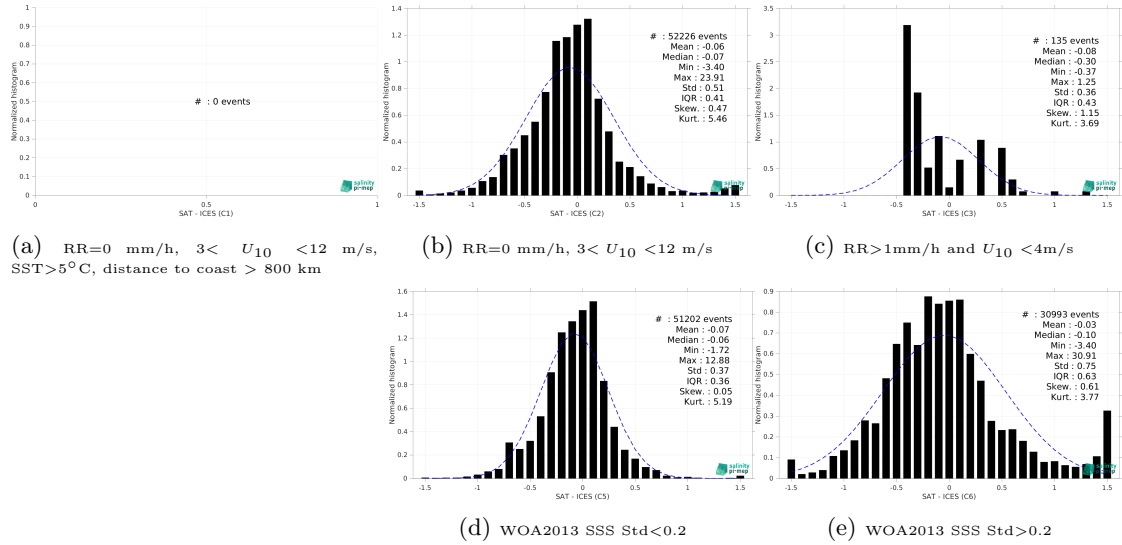 1
0.9
0.8
0.7
0.6
0.5
0.4
0.3
0.2
0.1
0
Normalized histogram
# : 0 events
salinity
pi-mep
0 0.5 1
SAT - ICES (C1)
(a) RR=0 mm/h, 3< U10 <12 m/s,
SST>5°C, distance to coast > 800 km
1.4
1.2
1
0.8
0.6
0.4
0.2
0
Normalized histogram
# : 52226 events
Mean : -0.06
Median : -0.07
Min : -3.40
Max : 23.91
Std : 0.51
IQR : 0.41
Skew. : 0.47
Kurt. : 5.46
salinity
pi-mep
-1.5 -1 -0.5 0 0.5 1 1.5
SAT - ICES (C2)
(b) RR=0 mm/h, 3< U10 <12 m/s
3.5
3
2.5
2
1.5
1
0.5
0
Normalized histogram
# : 135 events
Mean : -0.08
Median : -0.30
Min : -0.37
Max : 1.25
Std : 0.36
IQR : 0.43
Skew. : 1.15
Kurt. : 3.69
salinity
pi-mep
-1.5 -1 -0.5 0 0.5 1 1.5
SAT - ICES (C3)
(c) RR>1mm/h and U10 <4m/s
1.6
1.4
1.2
1
0.8
0.6
0.4
0.2
0
Normalized histogram
# : 51202 events
Mean : -0.07
Median : -0.06
Min : -1.72
Max : 12.88
Std : 0.37
IQR : 0.36
Skew. : 0.05
Kurt. : 5.19
salinity
pi-mep
-1.5 -1 -0.5 0 0.5 1 1.5
SAT - ICES (C5)
(d) WOA2013 SSS Std<0.2
0.9
0.8
0.7
0.6
0.5
0.4
0.3
0.2
0.1
0
Normalized histogram
# : 30993 events
Mean : -0.03
Median : -0.10
Min : -3.40
Max : 30.91
Std : 0.75
IQR : 0.63
Skew. : 0.61
Kurt. : 3.77
salinity
pi-mep
-1.5 -1 -0.5 0 0.5 1 1.5
SAT - ICES (C6)
(e) WOA2013 SSS Std>0.2